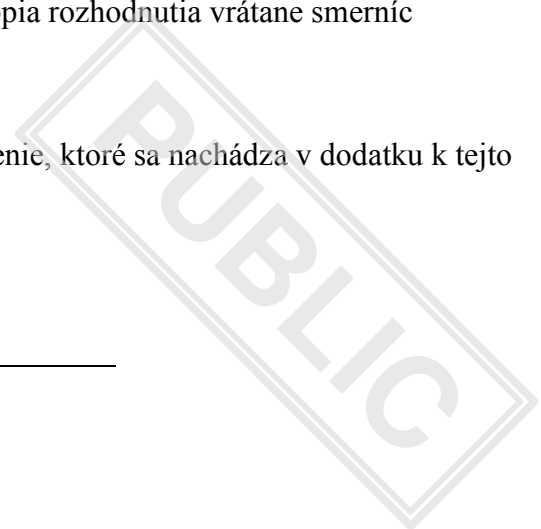 pia rozhodnutia vrátane smerníc
enie, ktoré sa nachádza v dodatku k tejto
PUBLIC